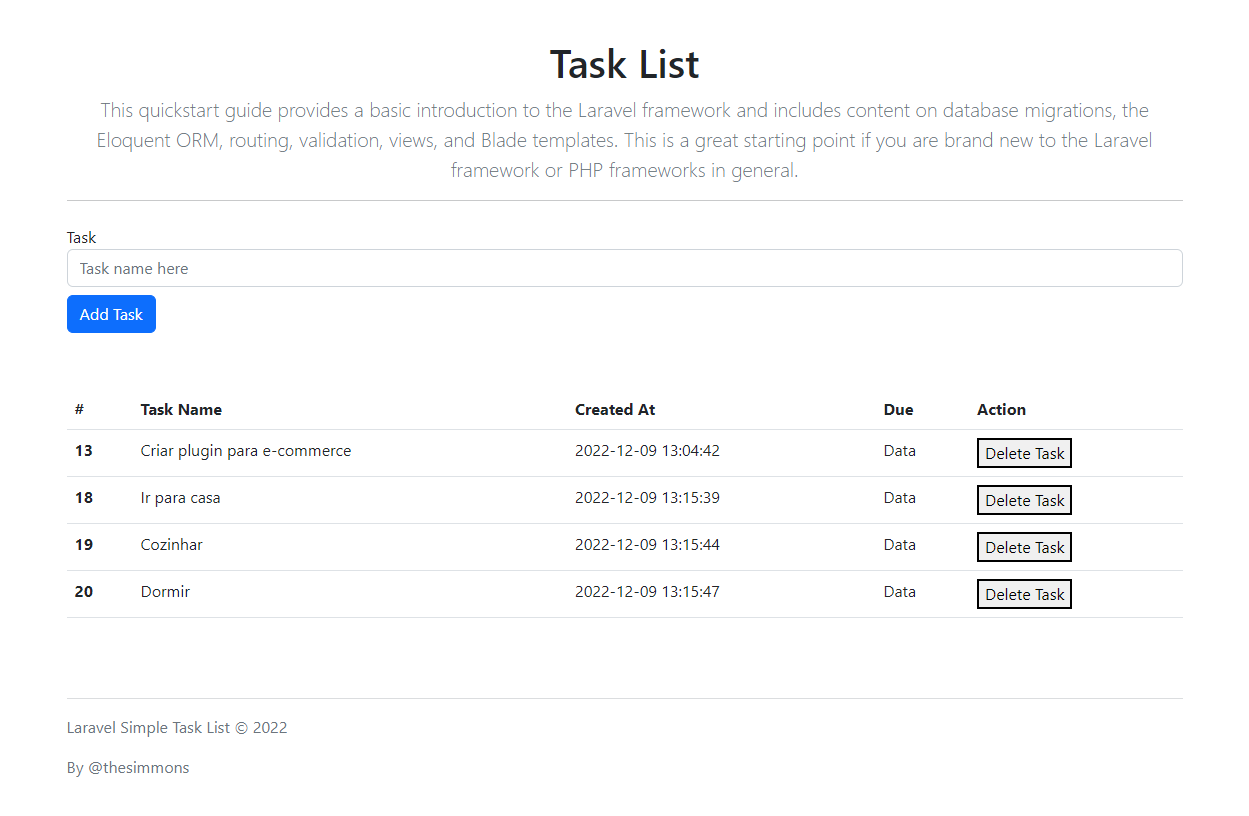 Task List
This quickstart guide provides a basic introduction to the Laravel framework and includes content on database migrations, the
Eloquent ORM, routing, validation, views, and Blade templates. This is a great starting point if you are brand new to the Laravel
framework or PHP frameworks in general.
Task
Task name here
Add Task
# Task Name Created At Due Action
13 Criar plugin para e-commerce 2022-12-09 13:04:42 Data Delete Task
18 Ir para casa 2022-12-09 13:15:39 Data Delete Task
19 Cozinhar 2022-12-09 13:15:44 Data Delete Task
20 Dormir 2022-12-09 13:15:47 Data Delete Task
Laravel Simple Task List © 2022
By @thesimmons